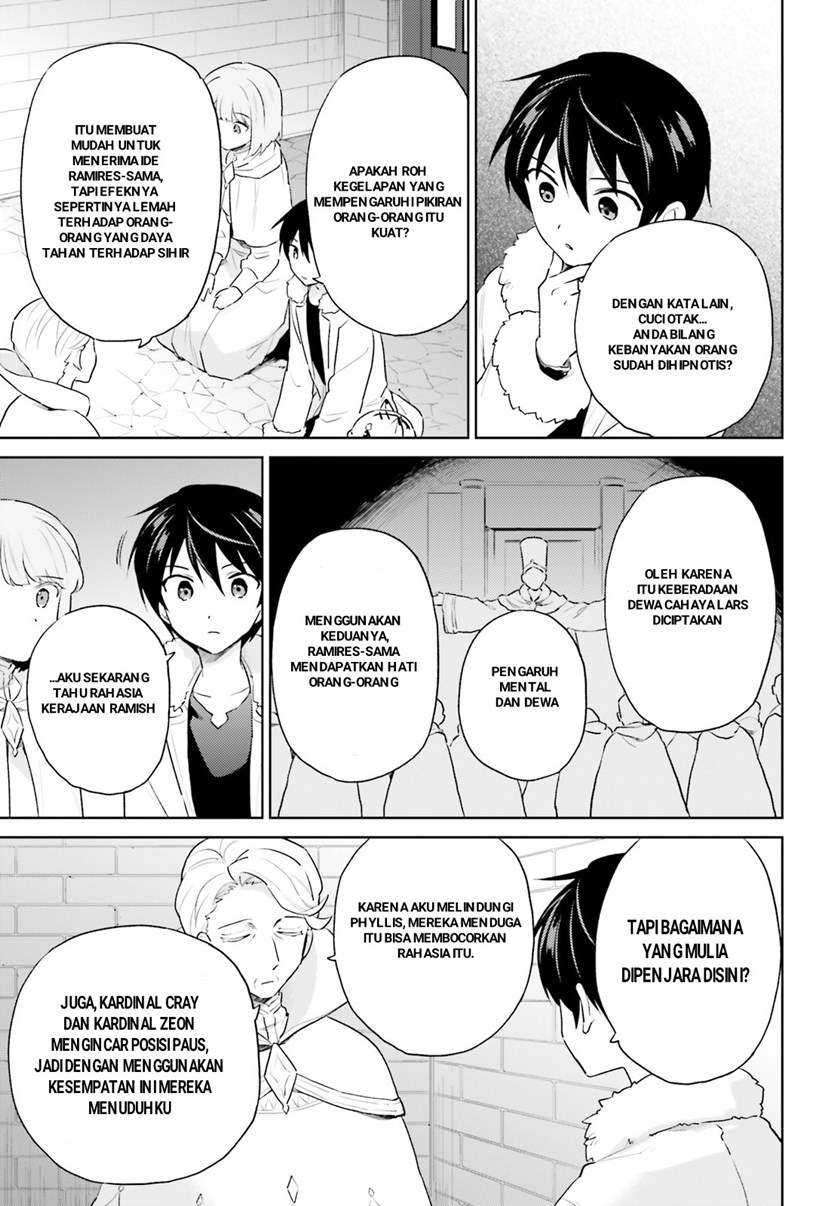 DENGAN KATA LAIN,
CUCI OTAK...
ANDA BILANG
KEBANYAKAN ORANG
SUDAH DIHIPNOTIS?
APAKAH ROH
KEGELAPAN YANG
MEMPENGARUHI PIKIRAN
ORANG-ORANG ITU
KUAT?
ITU MEMBUAT
MUDAH UNTUK
MENERIMA IDE
RAMIRES-SAMA,
TAPI EFEKNYA
SEPERTINYA LEMAH
TERHADAP ORANG-
ORANG YANG DAYA
TAHAN TERHADAP SIHIR
OLEH KARENA
ITU KEBERADAAN
DEWA CAHAYA LARS
DICIPTAKAN
PENGARUH
MENTAL
DAN DEWA
MENGGUNAKAN
KEDUANYA,
RAMIRES-SAMA
MENDAPATKAN HATI
ORANG-ORANG
...AKU SEKARANG
TAHU RAHASIA
KERAJAAN RAMISH
TAPI BAGAIMANA
YANG MULIA
DIPENJARA DISINI?
KARENA AKU MELINDUNGI
PHYLLIS, MEREKA MENDUGA
ITU BISA MEMBOCORKAN
RAHASIA ITU.
JUGA, KARDINAL CRAY
DAN KARDINAL ZEON
MENGINCAR POSISI PAUS,
JADI DENGAN MENGGUNAKAN
KESEMPATAN INI MEREKA
MENUDUHKU